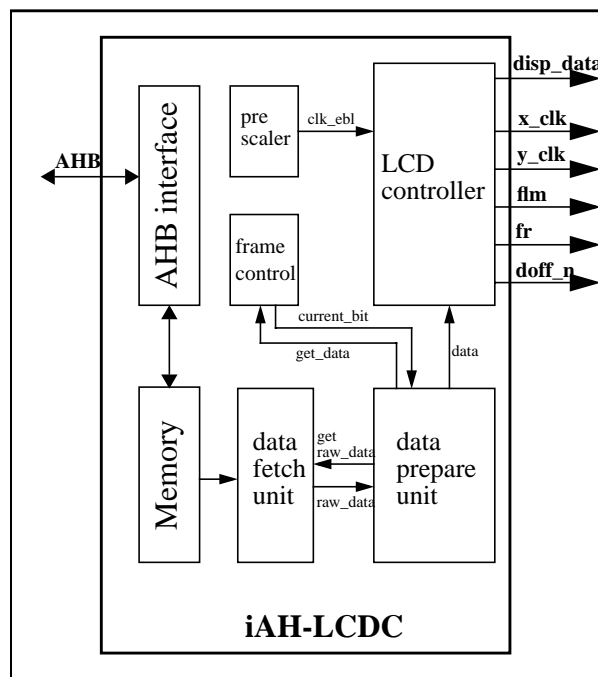 disp_data
x_clk
y_clk
flm
fr
doff_n
AHB
AHB interface
pre
scaler
clk_ebl
LCD
controller
frame
control
current_bit
get_data
data
Memory
data
fetch
unit
get
raw_data
raw_data
data
prepare
unit
iAH-LCDC